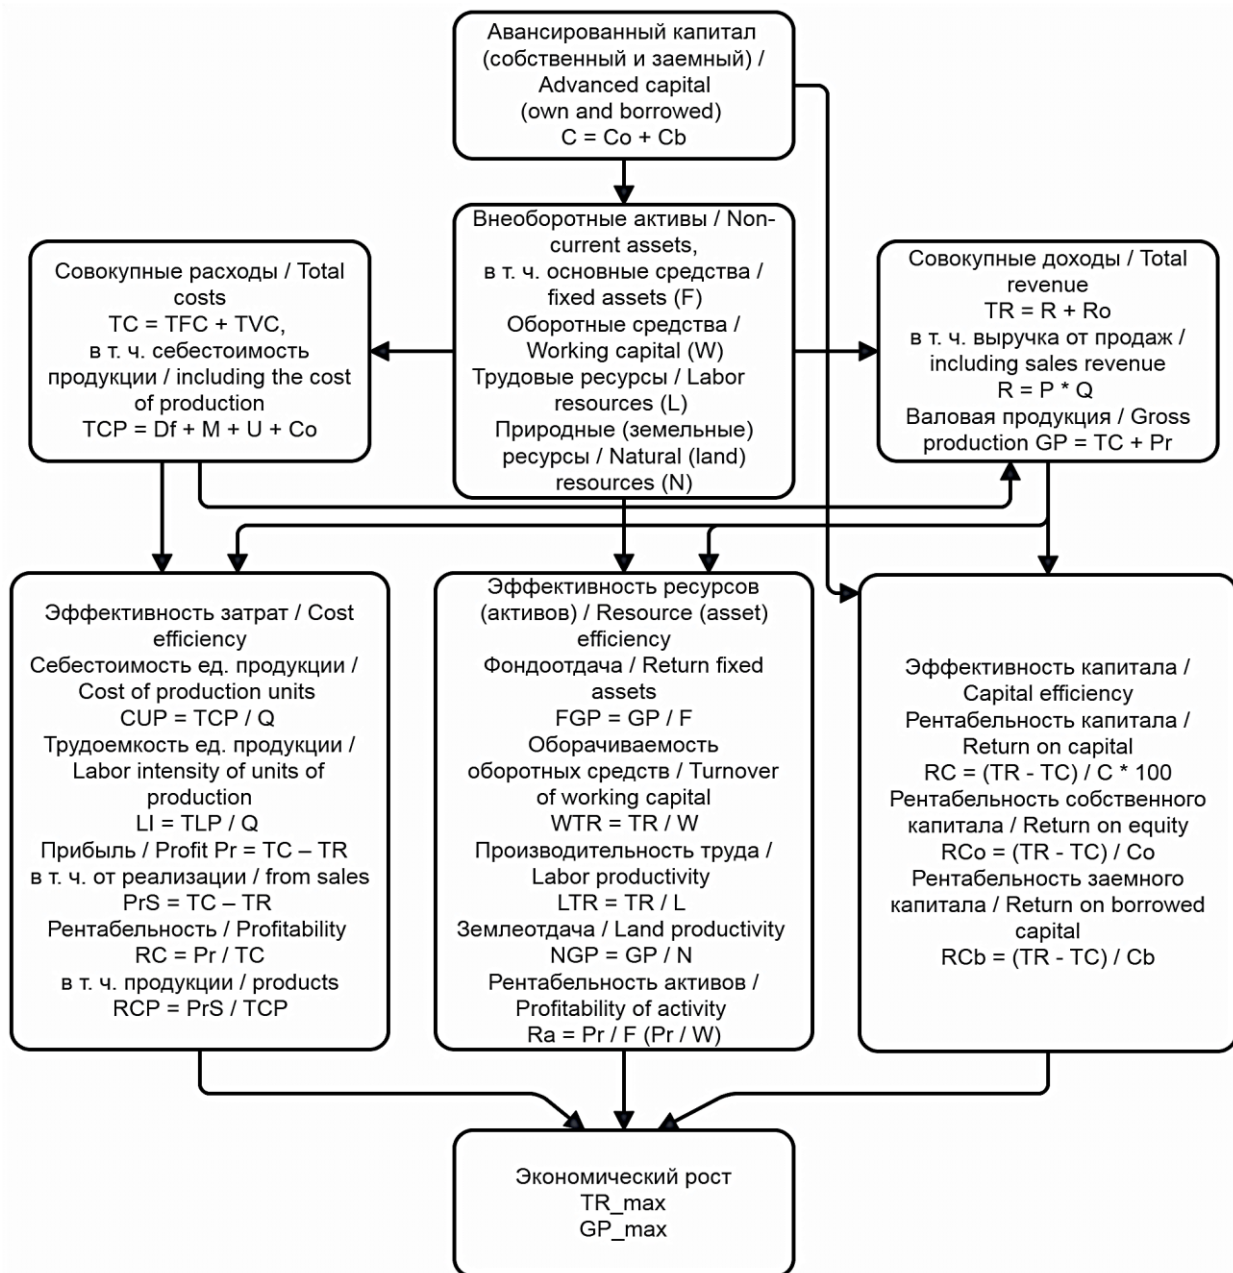 Авансированный капитал
(собственный и заемный) /
Advanced capital
(own and borrowed)
C = Co + Cb
Внеоборотные активы / Non-
current assets,
в т. ч. основные средства /
fixed assets (F)
Оборотные средства /
Working capital (W)
Трудовые ресурсы / Labor
resources (L)
Природные (земельные)
ресурсы / Natural (land)
resources (N)
Совокупные расходы / Total
costs
TC = TFC + TVC,
в т. ч. себестоимость
продукции / including the cost
of production
TCP = Df + M + U + Co
Совокупные доходы / Total
revenue
TR = R + Ro
в т. ч. выручка от продаж /
including sales revenue
R = P * Q
Валовая продукция / Gross
production GP = TC + Pr
Эффективность затрат / Cost
efficiency
Себестоимость ед. продукции /
Cost of production units
CUP = TCP / Q
Трудоемкость ед. продукции /
Labor intensity of units of
production
LI = TLP / Q
Прибыль / Profit Pr = TC – TR
в т. ч. от реализации / from sales
PrS = TC – TR
Рентабельность / Profitability
RC = Pr / TC
в т. ч. продукции / products
RCP = PrS / TCP
Эффективность ресурсов
(активов) / Resource (asset)
efficiency
Фондоотдача / Return fixed
assets
FGP = GP / F
Оборачиваемость
оборотных средств / Turnover
of working capital
WTR = TR / W
Производительность труда /
Labor productivity
LTR = TR / L
Землеотдача / Land productivity
NGP = GP / N
Рентабельность активов /
Profitability of activity
Ra = Pr / F (Pr / W)
Эффективность капитала /
Capital efficiency
Рентабельность капитала /
Return on capital
RC = (TR - TC) / C * 100
Рентабельность собственного
капитала / Return on equity
RCo = (TR - TC) / Co
Рентабельность заемного
капитала / Return on borrowed
capital
RCb = (TR - TC) / Cb
Экономический рост
TR_max
GP_max